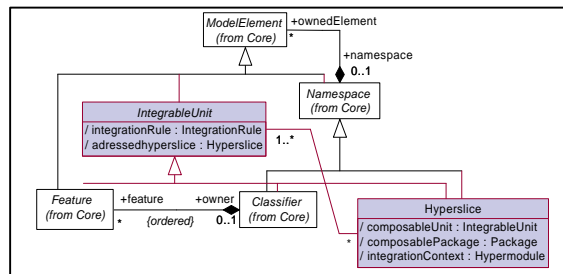 ModelElement
(from Core)
+ownedElement
*
+namespace
0..1
Namespace
(from Core)
IntegrableUnit
/ integrationRule : IntegrationRule
/ adressedhyperslice : Hyperslice
1..*
Feature
(from Core)
+feature
*
{ordered}
+owner
0..1
Classifier
(from Core)
*
Hyperslice
/ composableUnit : IntegrableUnit
/ composablePackage : Package
/ integrationContext : Hypermodule